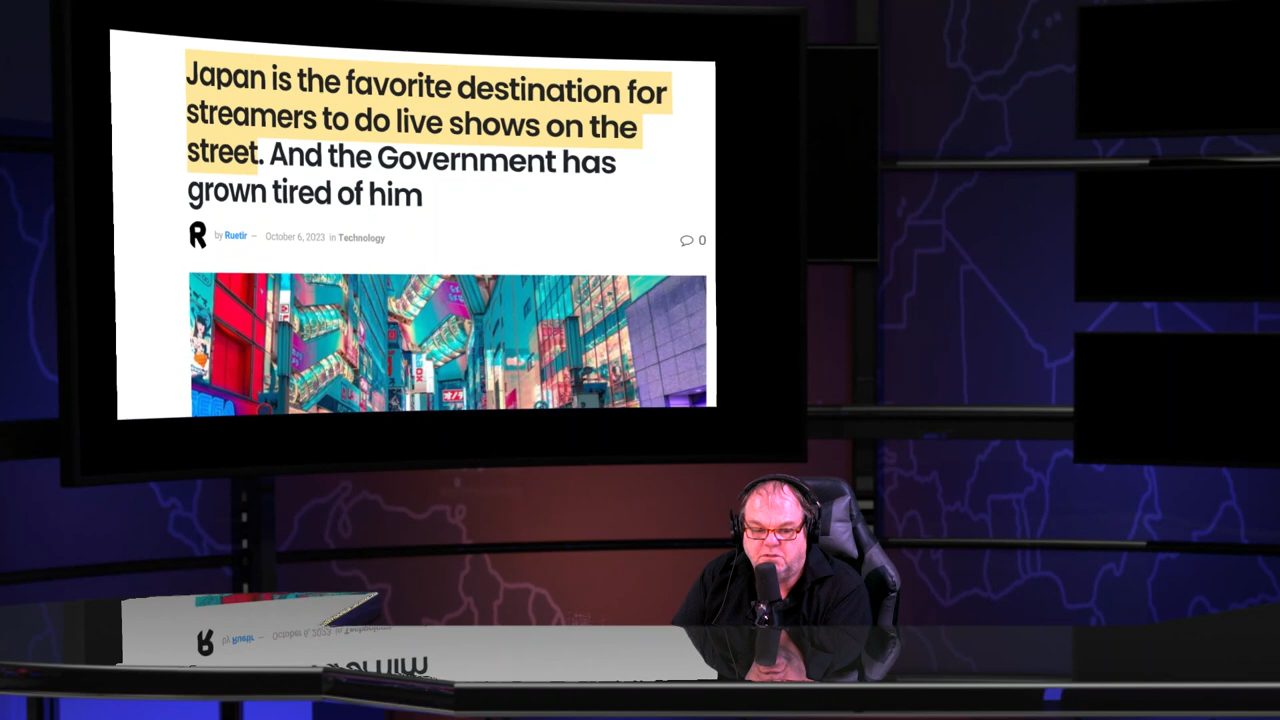 Japan is the favorite destination for
streamers to do live shows on the
street. And the Government has
grown tired of him
R by Ruetir — October 6, 2023 in Technology
0